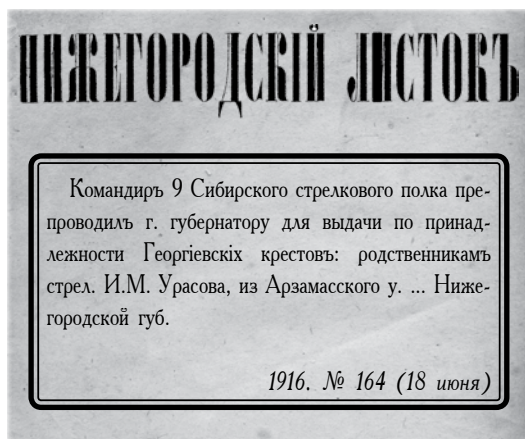 НИЖЕГОРОДСКІЙ ЛИСТОКЪ
Командиръ 9 Сибирского стрелкового полка пре-
проводилъ г. губернатору для выдачи по принад-
лежности Георгіевскіх крестовъ: родственникамъ
стрел. И.М. Урасова, из Арзамасского у. ... Ниже-
городской губ.
1916. № 164 (18 июня)